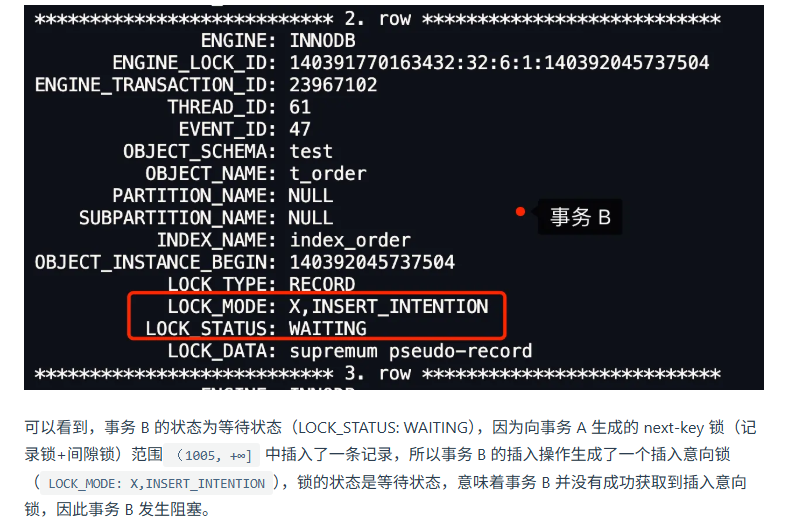 *************************** 2. row ***************************
ENGINE: INNODB
ENGINE_LOCK_ID: 140391770163432:32:6:1:140392045737504
ENGINE_TRANSACTION_ID: 23967102
THREAD_ID: 61
EVENT_ID: 47
OBJECT_SCHEMA: test
OBJECT_NAME: t_order
PARTITION_NAME: NULL
SUBPARTITION_NAME: NULL
事务 B
INDEX_NAME: index_order
OBJECT_INSTANCE_BEGIN: 140392045737504
LOCK_TYPE: RECORD
LOCK_MODE: X,INSERT_INTENTION
LOCK_STATUS: WAITING
LOCK_DATA: supremum pseudo-record
*************************** 3. row ***************************
可以看到，事务 B 的状态为等待状态（LOCK_STATUS: WAITING），因为向事务 A 生成的 next-key 锁（记
录锁+间隙锁）范围 （1005, +∞] 中插入了一条记录，所以事务 B 的插入操作生成了一个插入意向锁
（ LOCK_MODE: X,INSERT_INTENTION ），锁的状态是等待状态，意味着事务 B 并没有成功获取到插入意向
锁，因此事务 B 发生阻塞。